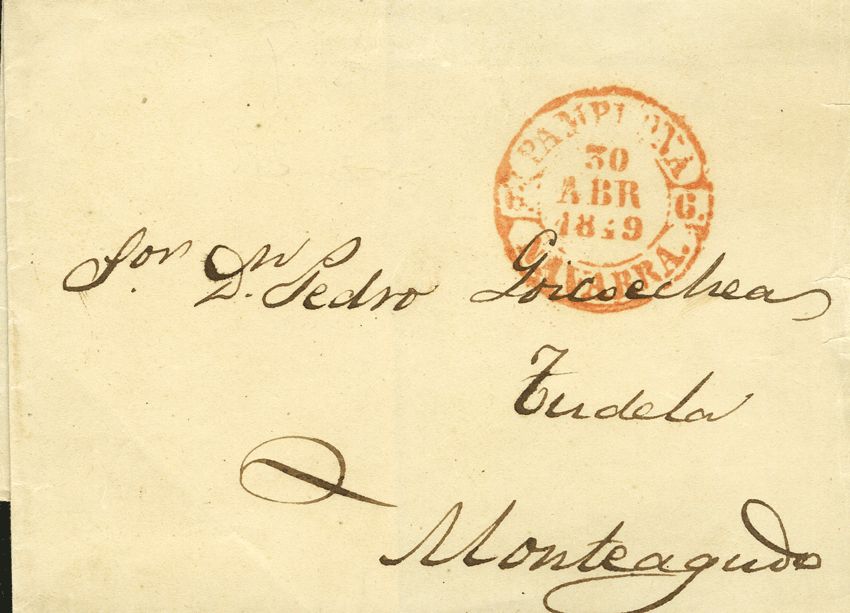 PAMPLONA
30
ABR
1849
G. G.
NAVARRA.
Sor. Dn. Pedro Goicoechea
Tudela
Monteagudo